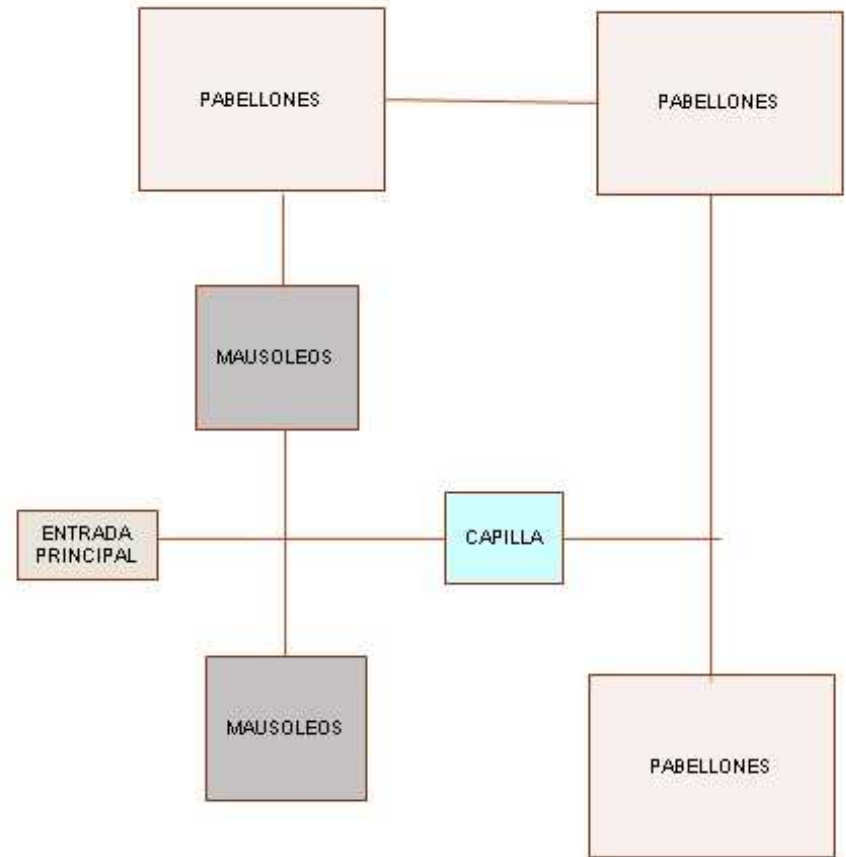 PABELLONES
PABELLONES
MAUSOLEOS
ENTRADA
PRINCIPAL
CAPILLA
MAUSOLEOS
PABELLONES